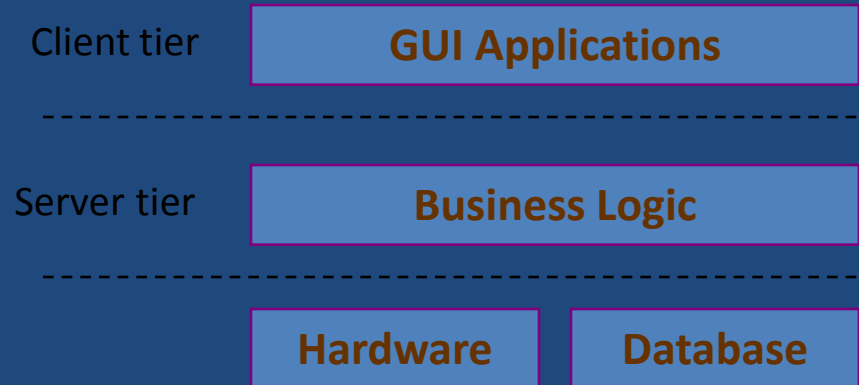 Client tier
GUI Applications
Server tier
Business Logic
Hardware
Database